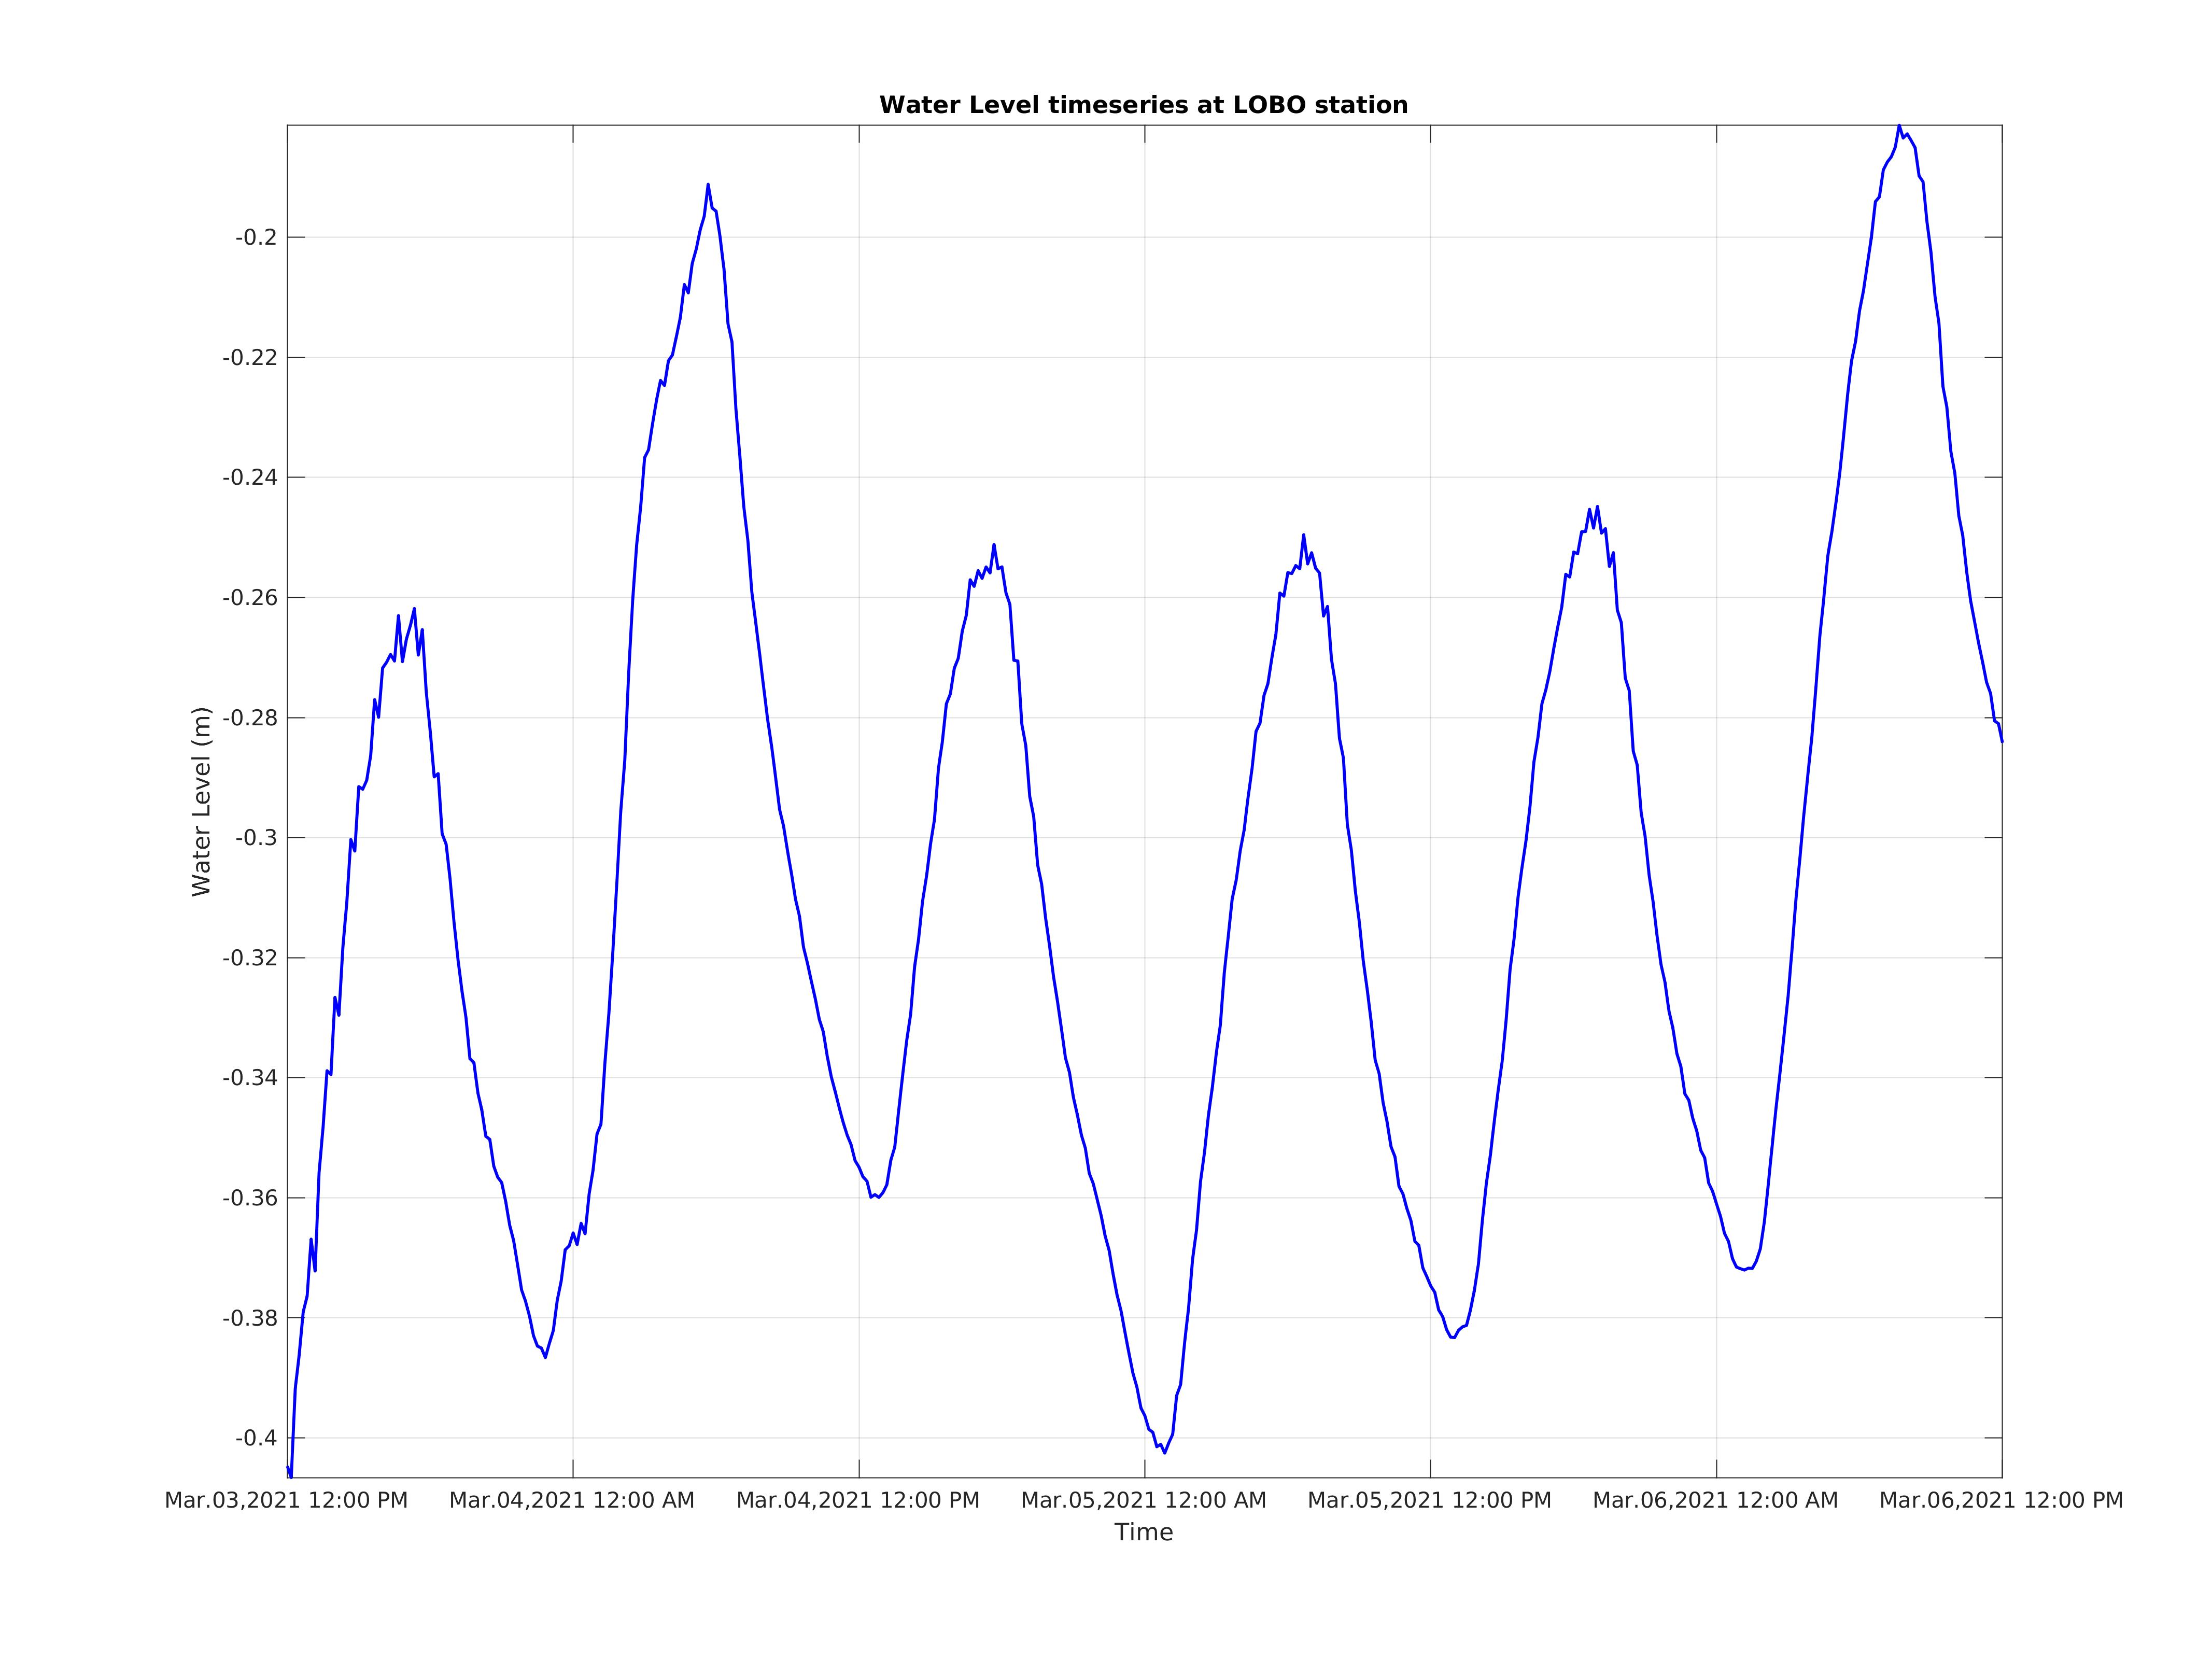 Water Level timeseries at LOBO station
-0.2
-0.22
-0.24
-0.26
-0.28
-0.3
-0.32
-0.34
-0.36
-0.38
-0.4
Water Level (m)
Mar.03,2021 12:00 PM Mar.04,2021 12:00 AM Mar.04,2021 12:00 PM Mar.05,2021 12:00 AM Mar.05,2021 12:00 PM Mar.06,2021 12:00 AM Mar.06,2021 12:00 PM
Time